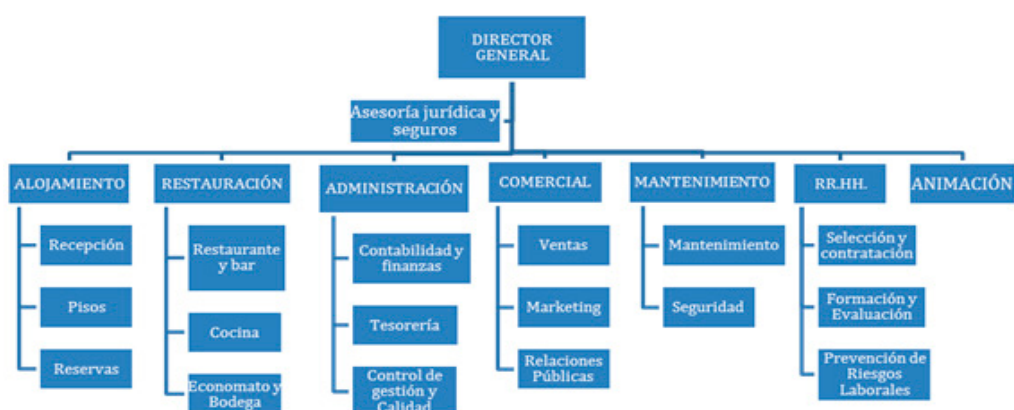 DIRECTOR
GENERAL
Asesoría jurídica y
seguros
ALOJAMIENTO
Recepción
Pisos
Reservas
RESTAURACIÓN
Restaurante
y bar
Cocina
Economato y
Bodega
ADMINISTRACIÓN
Contabilidad y
finanzas
Tesorería
Control de
gestión y
Calidad
COMERCIAL
Ventas
Marketing
Relaciones
Públicas
MANTENIMIENTO
Mantenimiento
Seguridad
RR.HH.
Selección y
contratación
Formación y
Evaluación
Prevención de
Riesgos
Laborales
ANIMACIÓN